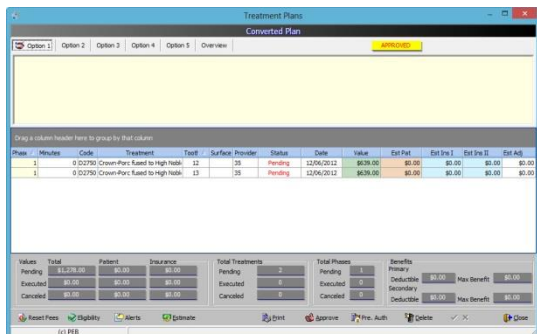 Treatment Plans
Converted Plan
Option 1 Option 2 Option 3 Option 4 Option 5 Overview APPROVED
Drag a column header here to group by that column
Phase Minutes Code Treatment Tooth Surface Provider Status Date Value Est Pat Est Ins I Est Ins II Est Adj
1 0 D2750 Crown-Porc fused to High Noble 12 35 Pending 12/06/2012 $639.00 $0.00 $0.00 $0.00 $0.00
1 0 D2750 Crown-Porc fused to High Noble 13 35 Pending 12/06/2012 $639.00 $0.00 $0.00 $0.00 $0.00
Values Total Patient Insurance Total Treatments Total Phases Benefits
Primary
Pending $1,278.00 $0.00 $0.00 Pending 2 Pending 1
Deductible $0.00 Max Benefit $0.00
Executed $0.00 $0.00 $0.00 Executed 0 Executed 0
Secondary
Canceled $0.00 $0.00 $0.00 Canceled 0 Canceled 0
Deductible $0.00 Max Benefit $0.00
Reset Fees Eligibility Alerts Estimate Print Approve Pre. Auth Delete Close
(c) PEB